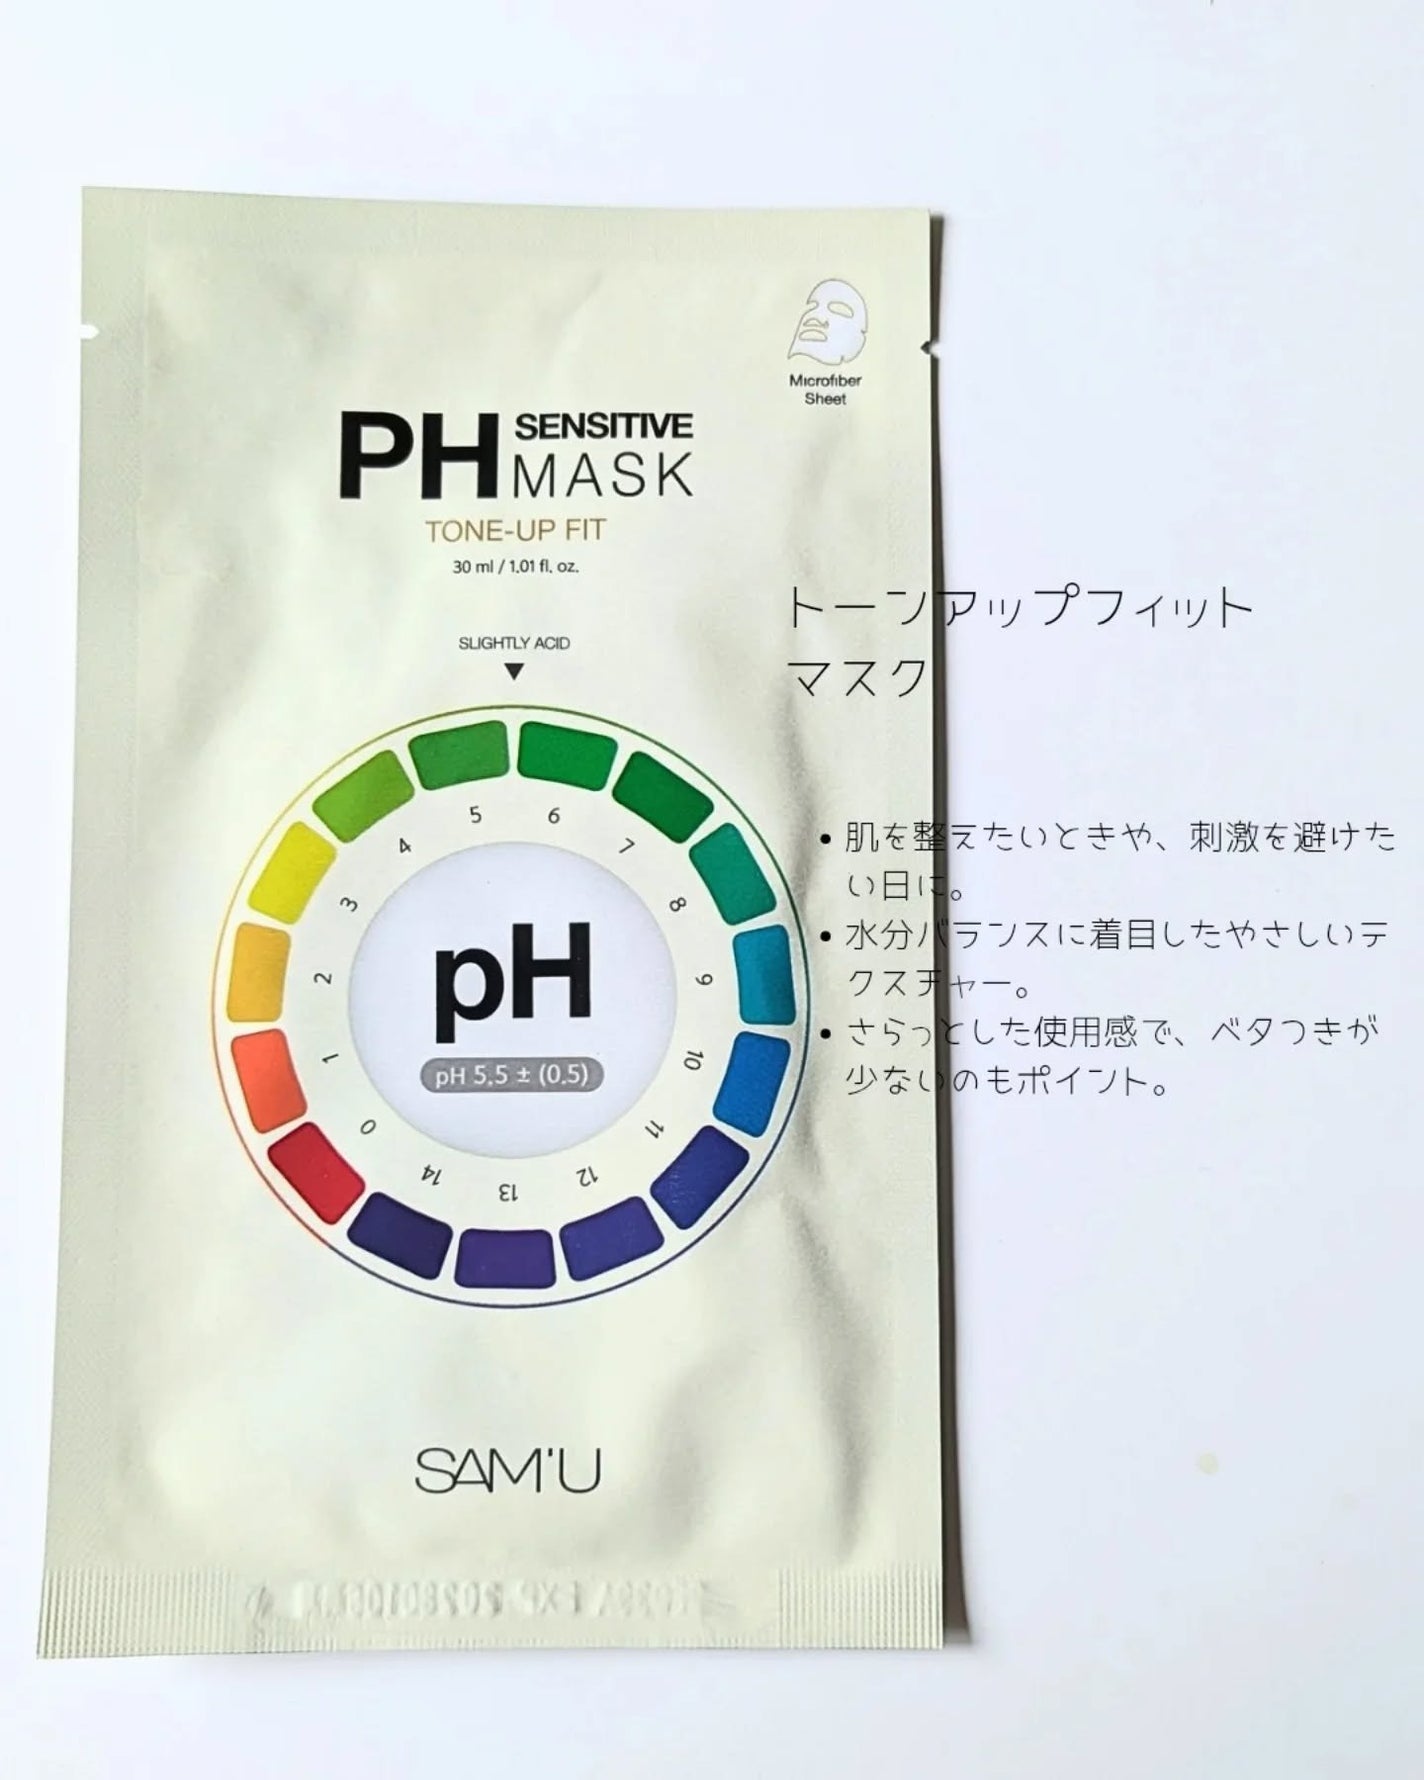 Microfiber
Sheet
PH SENSITIVE
MASK
TONE-UP FIT
30 ml / 1.01 fl. oz.
SLIGHTLY ACID
トーンアップフィット
マスク
• 肌を整えたいときや、刺激を避けた
い日に。
• 水分バランスに着目したやさしいテ
クスチャー。
• さらっとした使用感で、ベタつきが
少ないのもポイント。
0
1
2
3
4
5
6
7
8
9
10
11
12
13
14
pH
pH 5.5 ± (0.5)
SAM'U
EXP